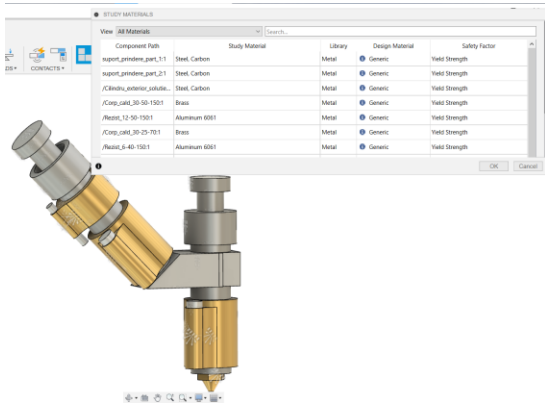 STUDY MATERIALS
View All Materials Search...
Component Path Study Material Library Design Material Safety Factor
suport_prindere_part_1:1 Steel, Carbon Metal Generic Yield Strength
suport_prindere_part_2:1 Steel, Carbon Metal Generic Yield Strength
/Cilindru_exterior_solutie... Steel, Carbon Metal Generic Yield Strength
/Corp_cald_30-50-150:1 Brass Metal Generic Yield Strength
/Rezist_12-50-150:1 Aluminum 6061 Metal Generic Yield Strength
/Corp_cald_30-25-70:1 Brass Metal Generic Yield Strength
/Rezist_6-40-150:1 Aluminum 6061 Metal Generic Yield Strength
OK Cancel
CONTACTS